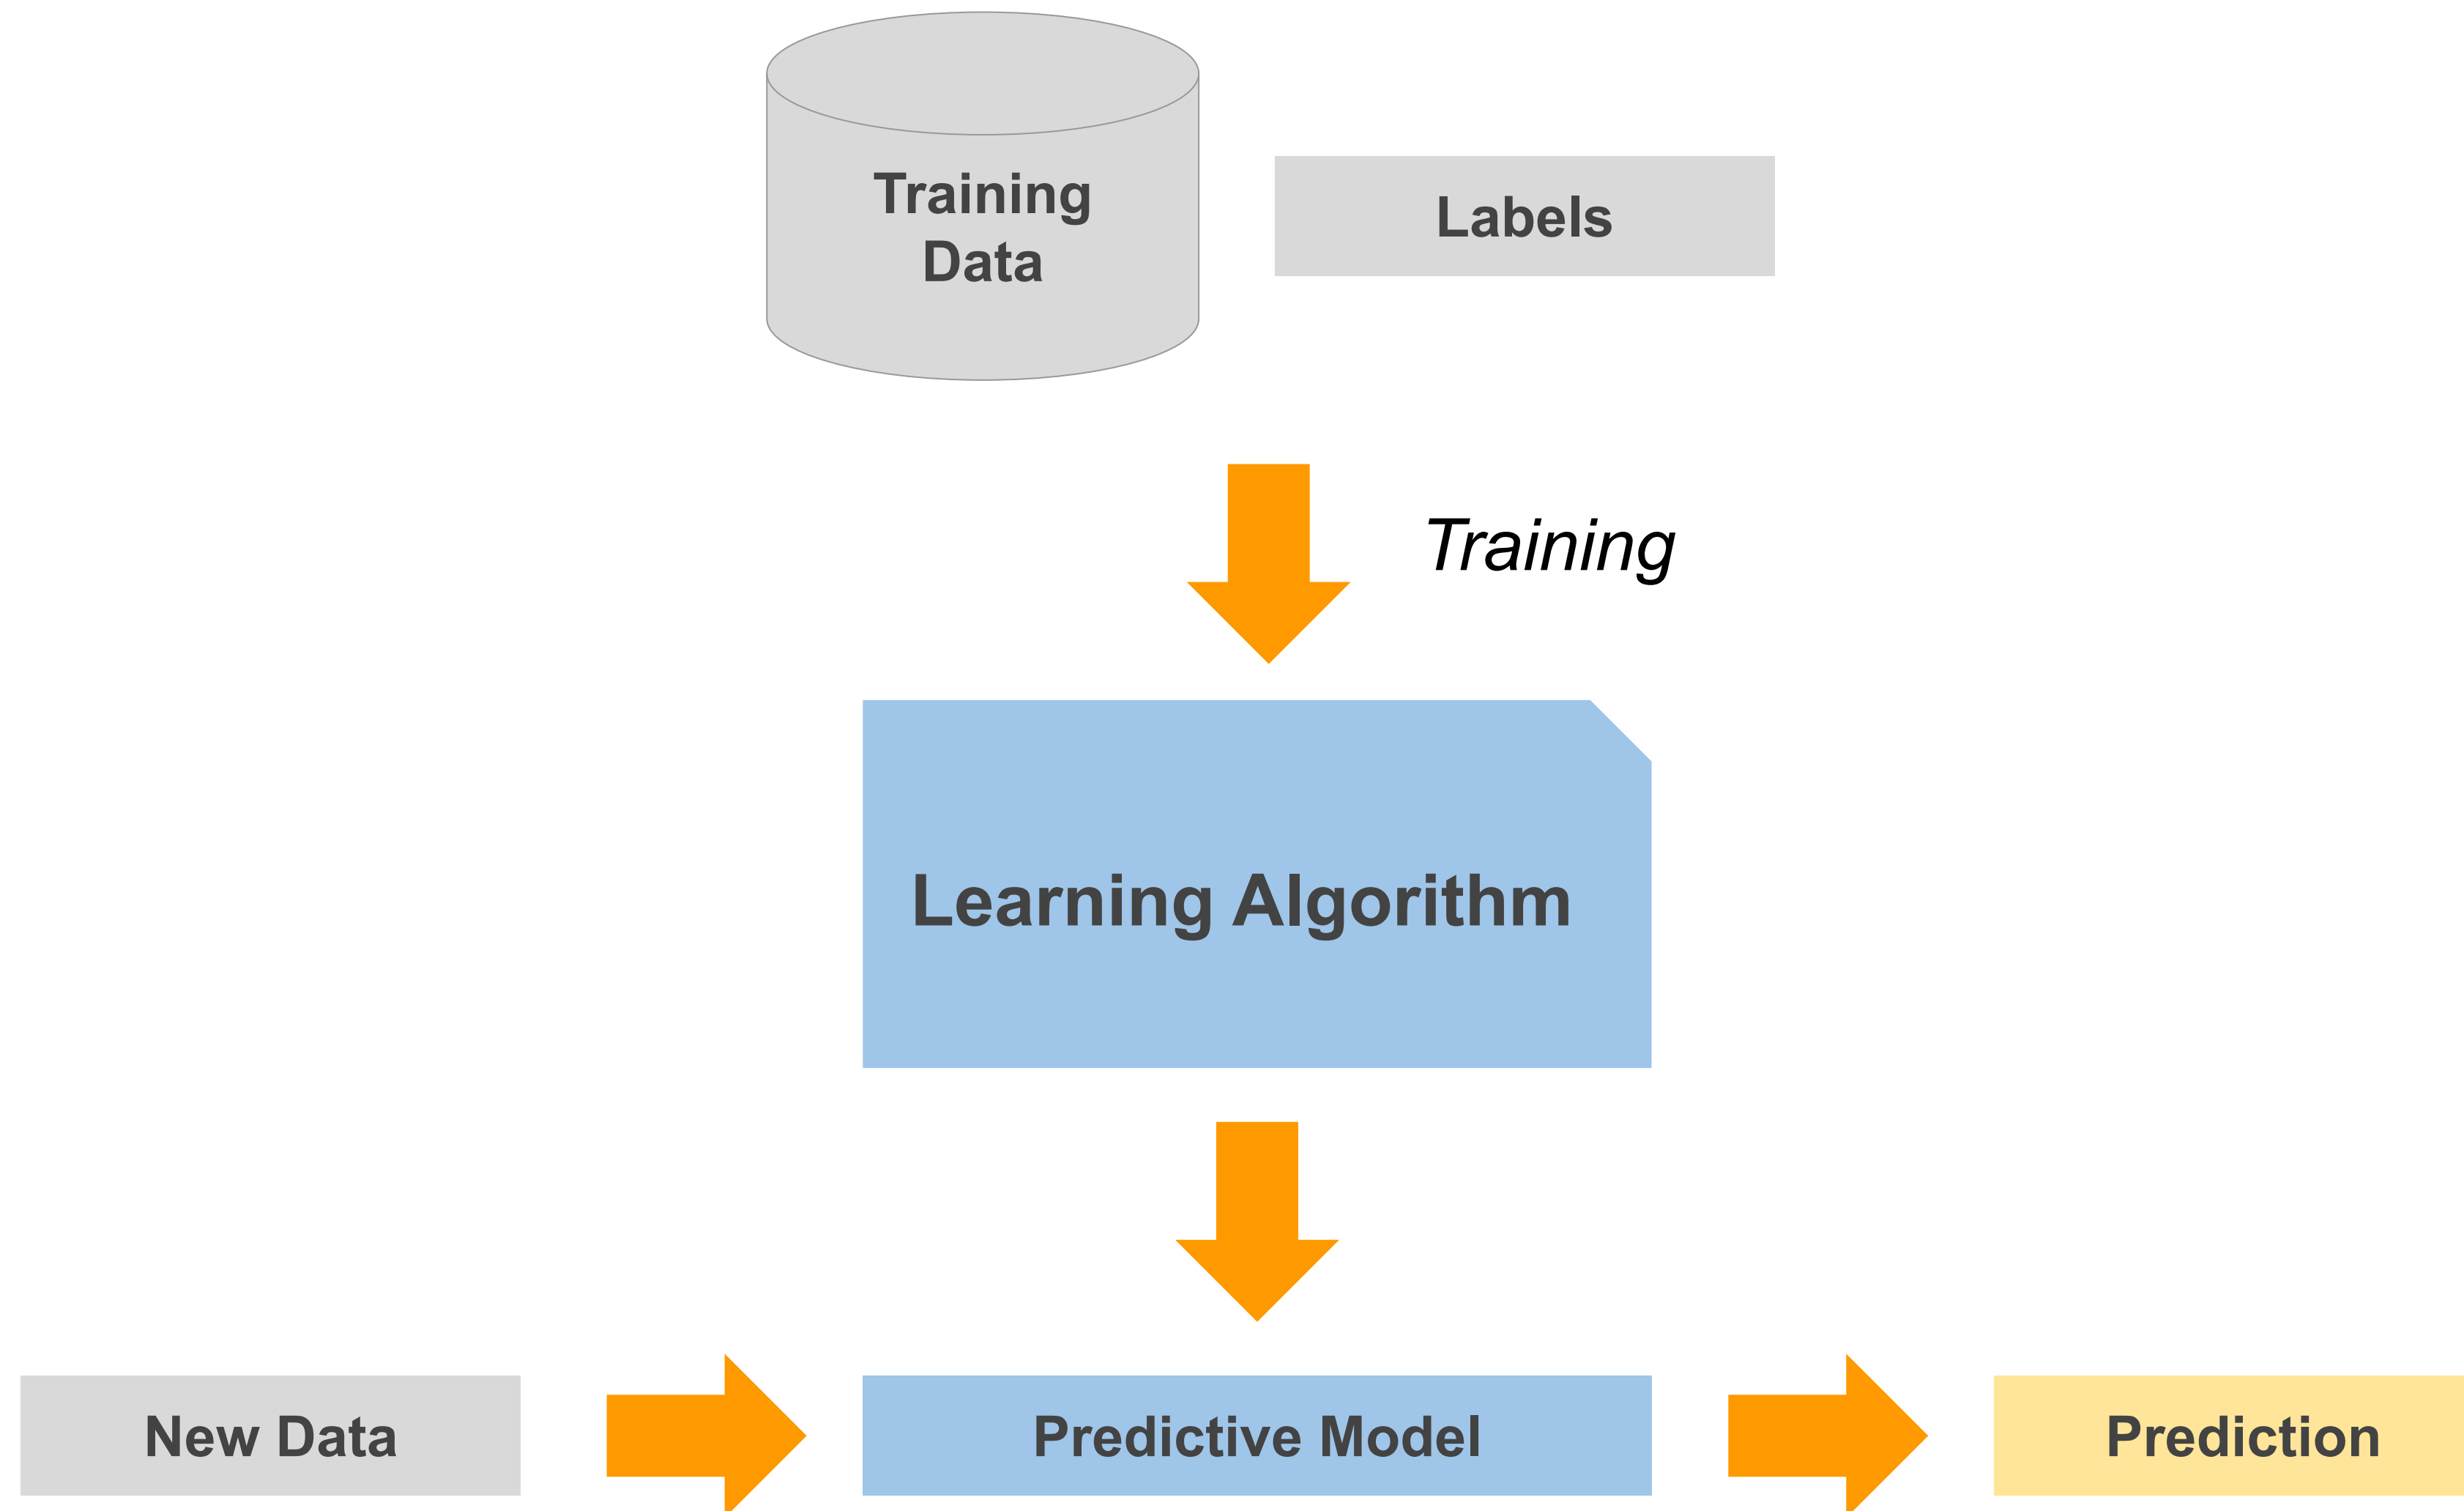 Training
Data
Labels
Training
Learning Algorithm
New Data
Predictive Model
Prediction